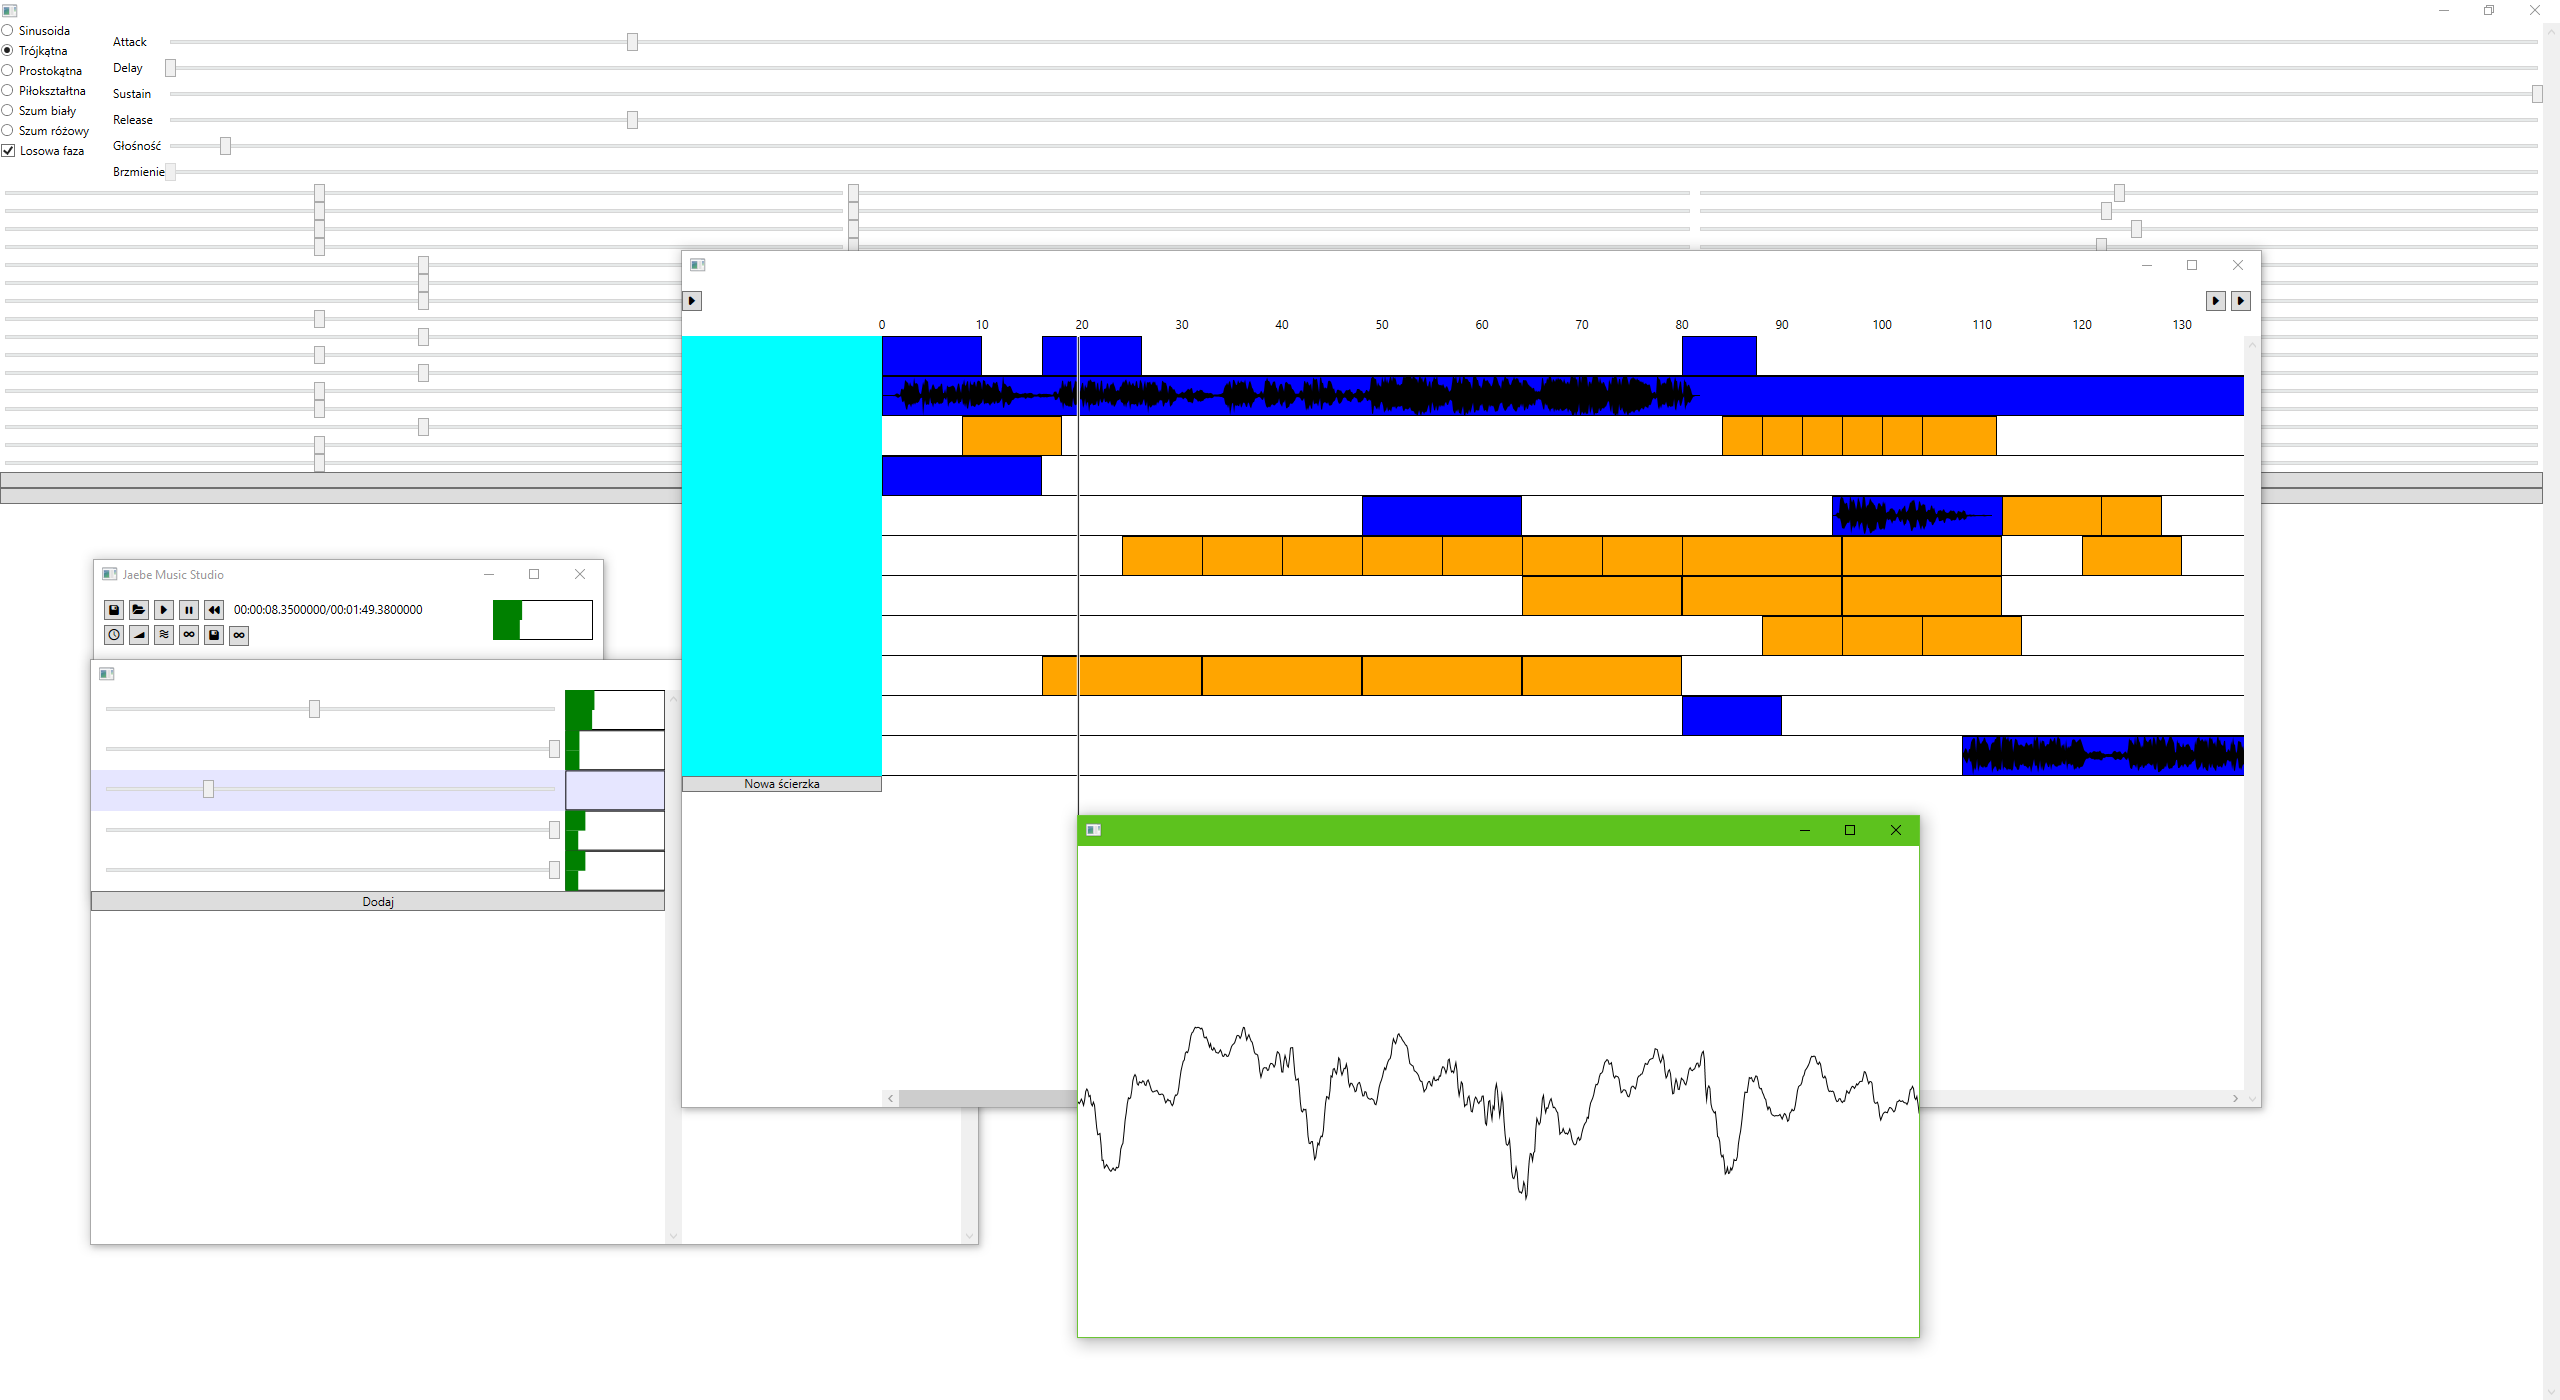 Sinusoida
Trójkątna
Prostokątna
Piłokształtna
Szum biały
Szum różowy
Losowa faza
Attack
Delay
Sustain
Release
Głośność
Brzmienie
0 10 20 30 40 50 60 70 80 90 100 110 120 130
Nowa ścierzka
Jaebe Music Studio
00:00:08.3500000/00:01:49.3800000
Dodaj